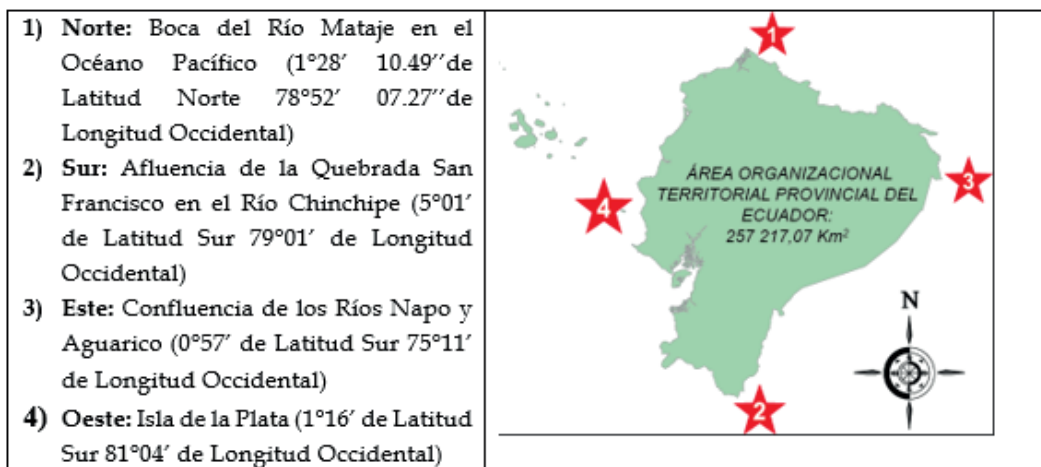 1) Norte: Boca del Río Mataje en el
Océano Pacífico (1°28′ 10.49′′de
Latitud Norte 78°52′ 07.27′′de
Longitud Occidental)
2) Sur: Afluencia de la Quebrada San
Francisco en el Río Chinchipe (5°01′
de Latitud Sur 79°01′ de Longitud
Occidental)
3) Este: Confluencia de los Ríos Napo y
Aguarico (0°57′ de Latitud Sur 75°11′
de Longitud Occidental)
4) Oeste: Isla de la Plata (1°16′ de Latitud
Sur 81°04′ de Longitud Occidental)
1
ÁREA ORGANIZACIONAL
TERRITORIAL PROVINCIAL DEL
ECUADOR:
257 217,07 Km²
3
4
N
2